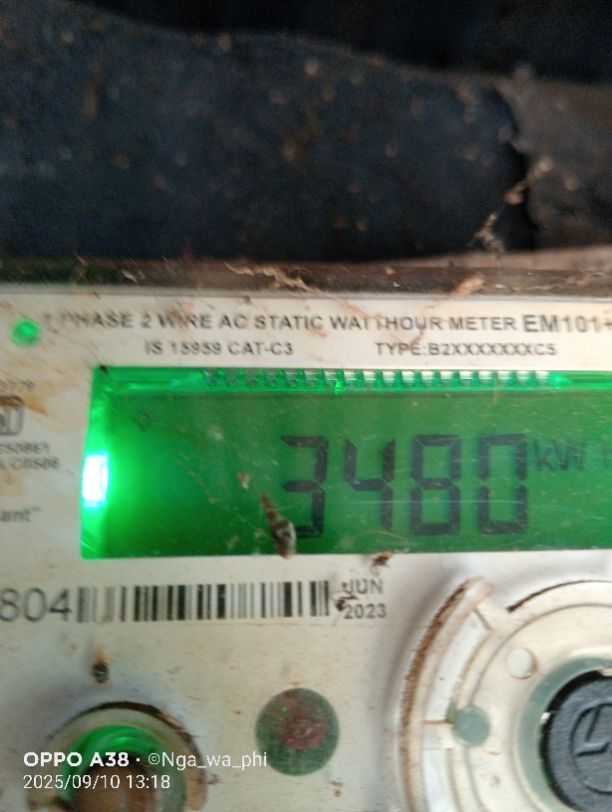 1 PHASE 2 WIRE AC STATIC WATTHOUR METER EM101
IS 15959 CAT-C3 TYPE:B2XXXXXXXC5
3480 kW
804
JUN
2023
OPPO A38 · ©Nga_wa_phi
2025/09/10 13:18